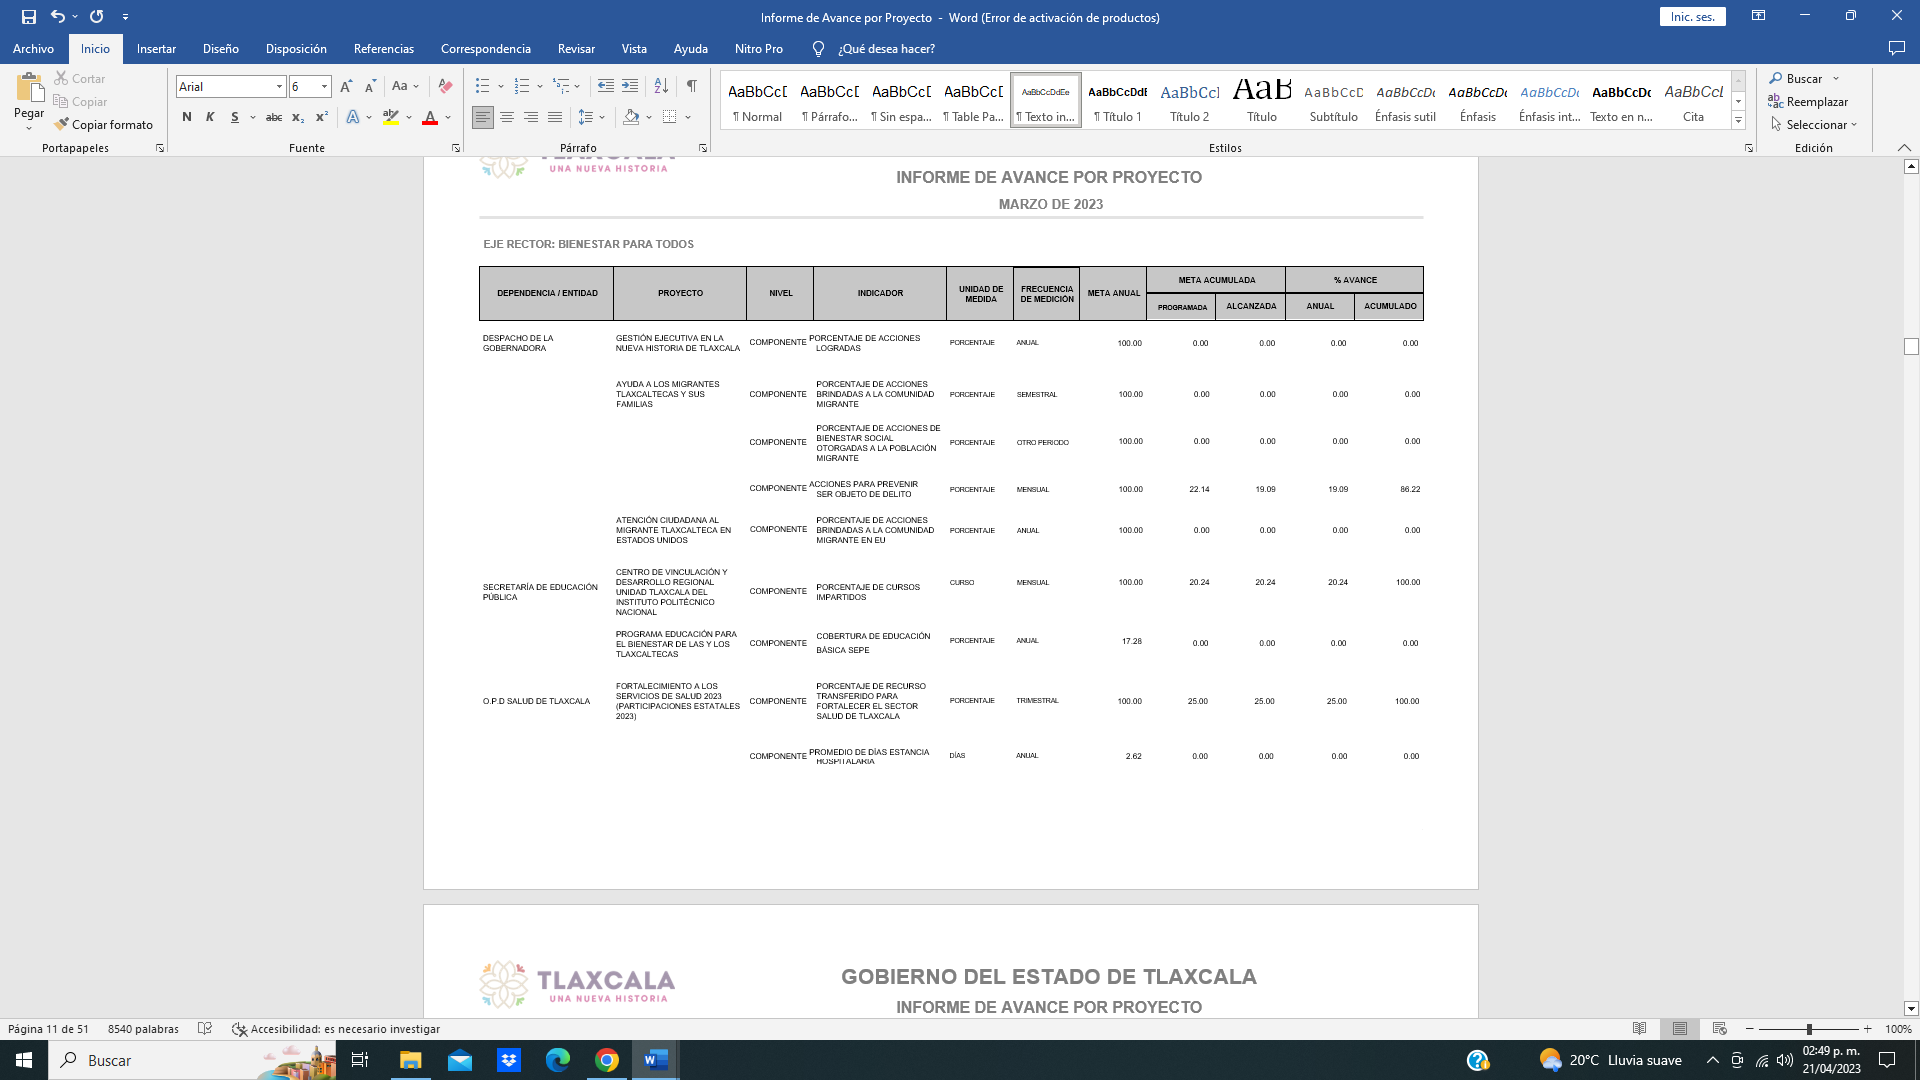 Informe de Avance por Proyecto - Word (Error de activación de productos)
Inic. ses.
Archivo Inicio Insertar Diseño Disposición Referencias Correspondencia Revisar Vista Ayuda Nitro Pro ¿Qué desea hacer?
Pegar
Cortar
Copiar
Copiar formato
Portapapeles
Arial 6
Aa
N K S abc x₂ x²
Fuente
Párrafo
AaBbCcD AaBbCcD AaBbCcD AaBbCcD AaBbCcDdEe AaBbCcDdE AaBbCcI AaB AaBbCcD AaBbCcDc AaBbCcDc AaBbCcDc AaBbCcDc AaBbCcL
¶ Normal ¶ Párrafo... ¶ Sin espa... ¶ Table Pa... ¶ Texto in... ¶ Título 1 Título 2 Título Subtítulo Énfasis sutil Énfasis Énfasis int... Texto en n... Cita
Estilos
Buscar
Reemplazar
Seleccionar
Edición
TLAXCALA
UNA NUEVA HISTORIA
INFORME DE AVANCE POR PROYECTO
MARZO DE 2023
EJE RECTOR: BIENESTAR PARA TODOS
DEPENDENCIA / ENTIDAD PROYECTO NIVEL INDICADOR UNIDAD DE MEDIDA FRECUENCIA DE MEDICIÓN META ANUAL META ACUMULADA % AVANCE
PROGRAMADA ALCANZADA ANUAL ACUMULADO
DESPACHO DE LA GOBERNADORA GESTIÓN EJECUTIVA EN LA NUEVA HISTORIA DE TLAXCALA COMPONENTE PORCENTAJE DE ACCIONES LOGRADAS PORCENTAJE ANUAL 100.00 0.00 0.00 0.00 0.00
AYUDA A LOS MIGRANTES TLAXCALTECAS Y SUS FAMILIAS COMPONENTE PORCENTAJE DE ACCIONES BRINDADAS A LA COMUNIDAD MIGRANTE PORCENTAJE SEMESTRAL 100.00 0.00 0.00 0.00 0.00
COMPONENTE PORCENTAJE DE ACCIONES DE BIENESTAR SOCIAL OTORGADAS A LA POBLACIÓN MIGRANTE PORCENTAJE OTRO PERIODO 100.00 0.00 0.00 0.00 0.00
COMPONENTE ACCIONES PARA PREVENIR SER OBJETO DE DELITO PORCENTAJE MENSUAL 100.00 22.14 19.09 19.09 86.22
ATENCIÓN CIUDADANA AL MIGRANTE TLAXCALTECA EN ESTADOS UNIDOS COMPONENTE PORCENTAJE DE ACCIONES BRINDADAS A LA COMUNIDAD MIGRANTE EN EU PORCENTAJE ANUAL 100.00 0.00 0.00 0.00 0.00
SECRETARÍA DE EDUCACIÓN PÚBLICA CENTRO DE VINCULACIÓN Y DESARROLLO REGIONAL UNIDAD TLAXCALA DEL INSTITUTO POLITÉCNICO NACIONAL COMPONENTE PORCENTAJE DE CURSOS IMPARTIDOS CURSO MENSUAL 100.00 20.24 20.24 20.24 100.00
PROGRAMA EDUCACIÓN PARA EL BIENESTAR DE LAS Y LOS TLAXCALTECAS COMPONENTE COBERTURA DE EDUCACIÓN BÁSICA SEPE PORCENTAJE ANUAL 17.28 0.00 0.00 0.00 0.00
O.P.D SALUD DE TLAXCALA FORTALECIMIENTO A LOS SERVICIOS DE SALUD 2023 (PARTICIPACIONES ESTATALES 2023) COMPONENTE PORCENTAJE DE RECURSO TRANSFERIDO PARA FORTALECER EL SECTOR SALUD DE TLAXCALA PORCENTAJE TRIMESTRAL 100.00 25.00 25.00 25.00 100.00
COMPONENTE PROMEDIO DE DÍAS ESTANCIA HOSPITALARIA DÍAS ANUAL 2.62 0.00 0.00 0.00 0.00
TLAXCALA
UNA NUEVA HISTORIA
GOBIERNO DEL ESTADO DE TLAXCALA
INFORME DE AVANCE POR PROYECTO
Página 11 de 51 8540 palabras Accesibilidad: es necesario investigar 100%
Buscar
20°C Lluvia suave
02:49 p. m.
21/04/2023